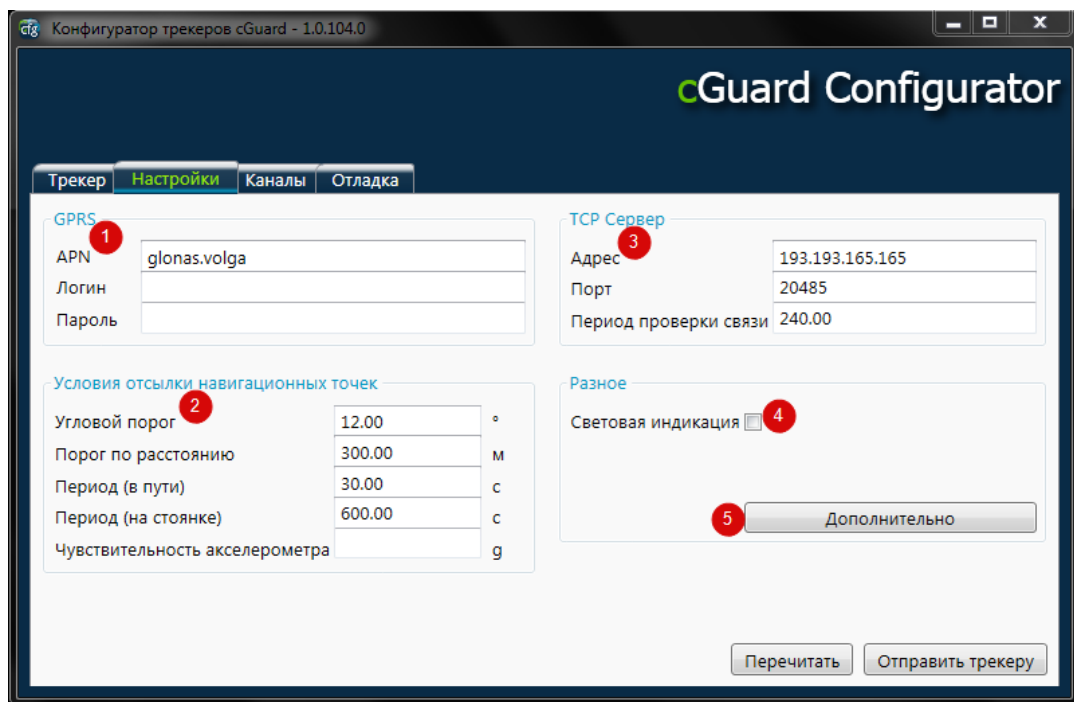 cfg Конфигуратор трекеров cGuard - 1.0.104.0
cGuard Configurator
Трекер Настройки Каналы Отладка
GPRS
1
APN glonas.volga
Логин
Пароль
TCP Сервер
3
Адрес 193.193.165.165
Порт 20485
Период проверки связи 240.00
Условия отсылки навигационных точек
2
Угловой порог 12.00 °
Порог по расстоянию 300.00 м
Период (в пути) 30.00 с
Период (на стоянке) 600.00 с
Чувствительность акселерометра g
Разное
Световая индикация 4
5 Дополнительно
Перечитать Отправить трекеру